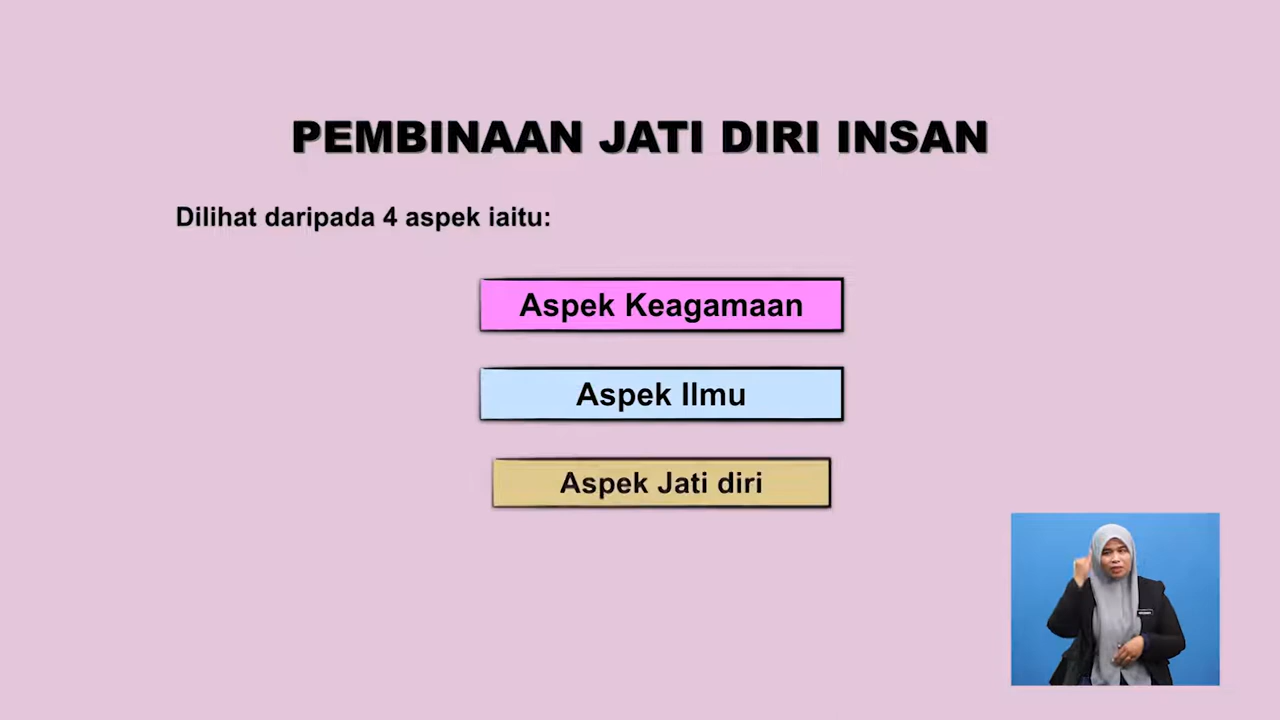 PEMBINAAN JATI DIRI INSAN
Dilihat daripada 4 aspek iaitu:
Aspek Keagamaan
Aspek Ilmu
Aspek Jati diri